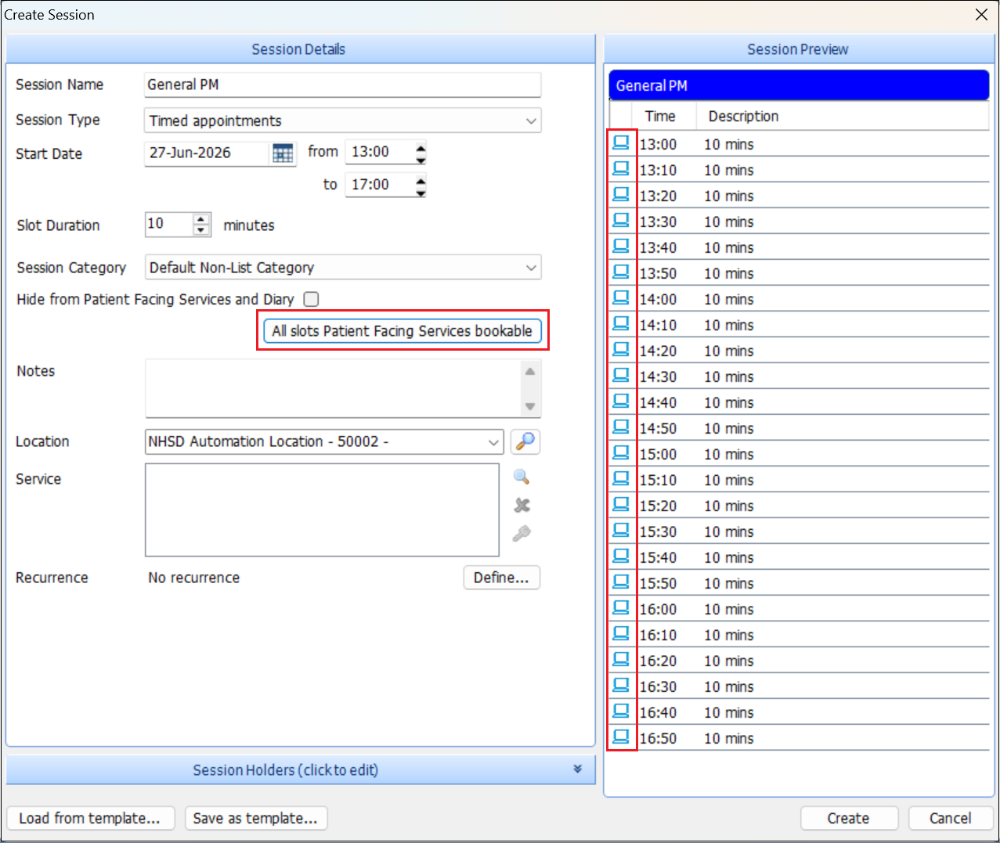 Create Session
Session Details
Session Name General PM
Session Type Timed appointments
Start Date 27-Jun-2026 from 13:00
to 17:00
Slot Duration 10 minutes
Session Category Default Non-List Category
Hide from Patient Facing Services and Diary
All slots Patient Facing Services bookable
Notes
Location NHSD Automation Location - 50002 -
Service
Recurrence No recurrence Define...
Session Holders (click to edit)
Load from template... Save as template...
Session Preview
General PM
Time Description
13:00 10 mins
13:10 10 mins
13:20 10 mins
13:30 10 mins
13:40 10 mins
13:50 10 mins
14:00 10 mins
14:10 10 mins
14:20 10 mins
14:30 10 mins
14:40 10 mins
14:50 10 mins
15:00 10 mins
15:10 10 mins
15:20 10 mins
15:30 10 mins
15:40 10 mins
15:50 10 mins
16:00 10 mins
16:10 10 mins
16:20 10 mins
16:30 10 mins
16:40 10 mins
16:50 10 mins
Create Cancel